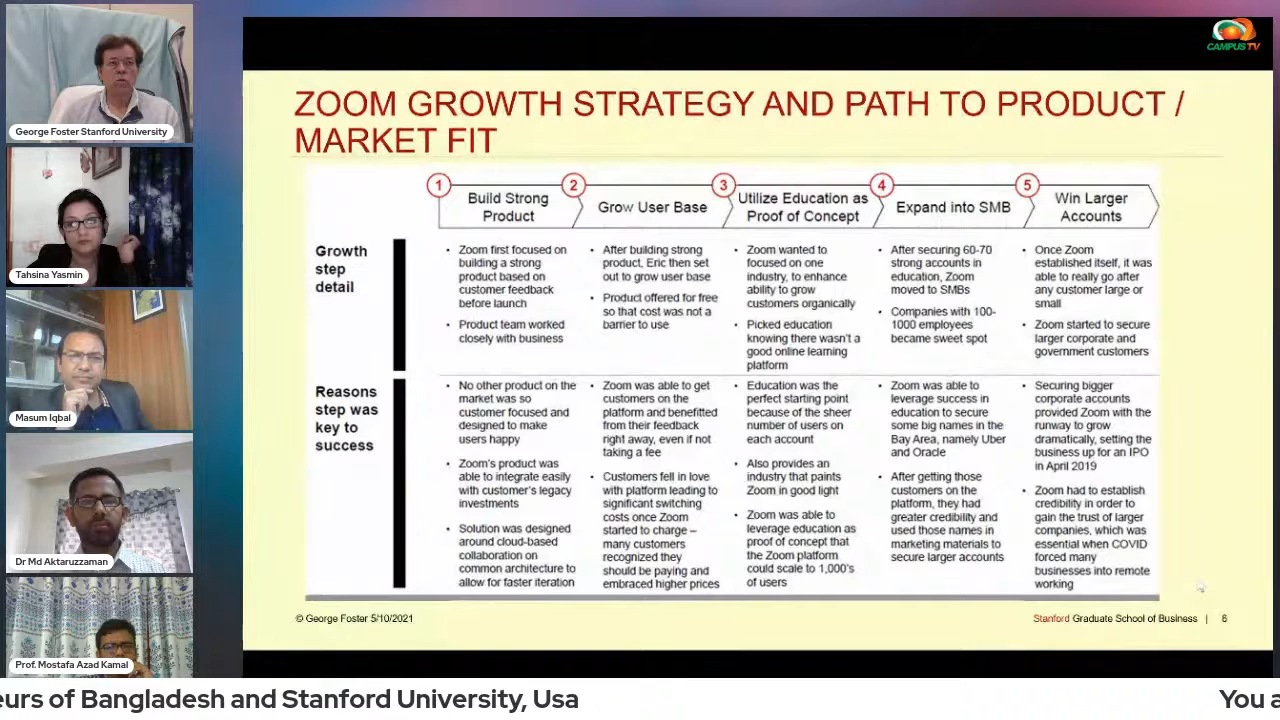 CAMPUS TV
George Foster Stanford University
Tahsina Yasmin
Masum Iqbal
Dr Md Aktaruzzaman
Prof. Mostafa Azad Kamal
ZOOM GROWTH STRATEGY AND PATH TO PRODUCT /
MARKET FIT
1
Build Strong
Product
2
Grow User Base
3
Utilize Education as
Proof of Concept
4
Expand into SMB
5
Win Larger
Accounts
Growth
step
detail
• Zoom first focused on
building a strong
product based on
customer feedback
before launch
• Product team worked
closely with business
• After building strong
product, Eric then set
out to grow user base
• Product offered for free
so that cost was not a
barrier to use
• Zoom wanted to
focused on one
industry, to enhance
ability to grow
customers organically
• Picked education
knowing there wasn't a
good online learning
platform
• After securing 60-70
strong accounts in
education, Zoom
moved to SMBs
• Companies with 100-
1000 employees
became sweet spot
• Once Zoom
established itself, it was
able to really go after
any customer large or
small
• Zoom started to secure
larger corporate and
government customers
Reasons
step was
key to
success
• No other product on the
market was so
customer focused and
designed to make
users happy
• Zoom's product was
able to integrate easily
with customer's legacy
investments
• Solution was designed
around cloud-based
collaboration on
common architecture to
allow for faster iteration
• Zoom was able to get
customers on the
platform and benefitted
from their feedback
right away, even if not
taking a fee
• Customers fell in love
with platform leading to
significant switching
costs once Zoom
started to charge –
many customers
recognized they
should be paying and
embraced higher prices
• Education was the
perfect starting point
because of the sheer
number of users on
each account
• Also provides an
industry that paints
Zoom in good light
• Zoom was able to
leverage education as
proof of concept that
the Zoom platform
could scale to 1,000's
of users
• Zoom was able to
leverage success in
education to secure
some big names in the
Bay Area, namely Uber
and Oracle
• After getting those
customers on the
platform, they had
greater credibility and
used those names in
marketing materials to
secure larger accounts
• Securing bigger
corporate accounts
provided Zoom with the
runway to grow
dramatically, setting the
business up for an IPO
in April 2019
• Zoom had to establish
credibility in order to
gain the trust of larger
companies, which was
essential when COVID
forced many
businesses into remote
working
© George Foster 5/10/2021
Stanford Graduate School of Business | 6
eurs of Bangladesh and Stanford University, Usa
You a